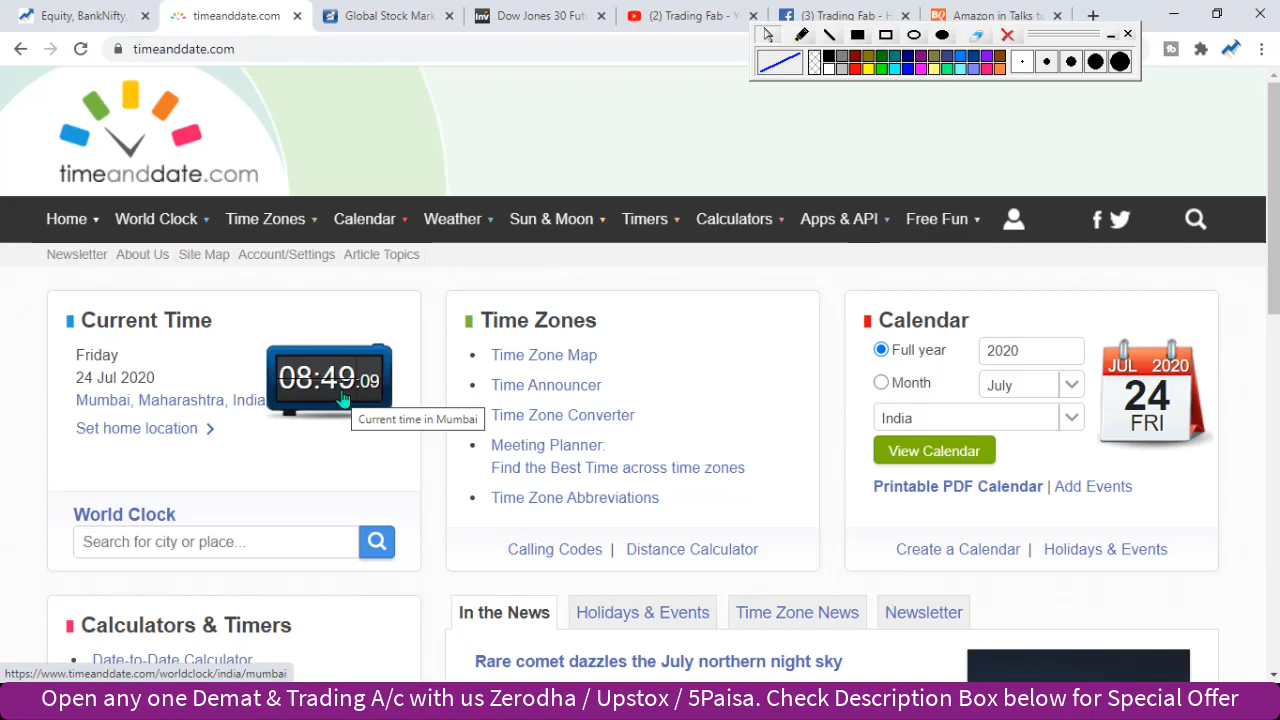 Equity, BankNifty,
timeanddate.com
Global Stock Mark
Inv
Dow Jones 30 Futu
(2) Trading Fab - Y
(3) Trading Fab - H
BQ
Amazon in Talks to
timeanddate.com
timeanddate.com
Home
World Clock
Time Zones
Calendar
Weather
Sun & Moon
Timers
Calculators
Apps & API
Free Fun
Newsletter
About Us
Site Map
Account/Settings
Article Topics
Current Time
Friday
24 Jul 2020
Mumbai, Maharashtra, India
Set home location
08:49:09
Current time in Mumbai
World Clock
Search for city or place...
Time Zones
Time Zone Map
Time Announcer
Time Zone Converter
Meeting Planner:
Find the Best Time across time zones
Time Zone Abbreviations
Calling Codes | Distance Calculator
Calendar
Full year
2020
Month
July
India
View Calendar
JUL 2020
24
FRI
Printable PDF Calendar | Add Events
Create a Calendar | Holidays & Events
Calculators & Timers
Date-to-Date Calculator
In the News
Holidays & Events
Time Zone News
Newsletter
Rare comet dazzles the July northern night sky
https://www.timeanddate.com/worldclock/india/mumbai
Open any one Demat & Trading A/c with us Zerodha / Upstox / 5Paisa. Check Description Box below for Special Offer